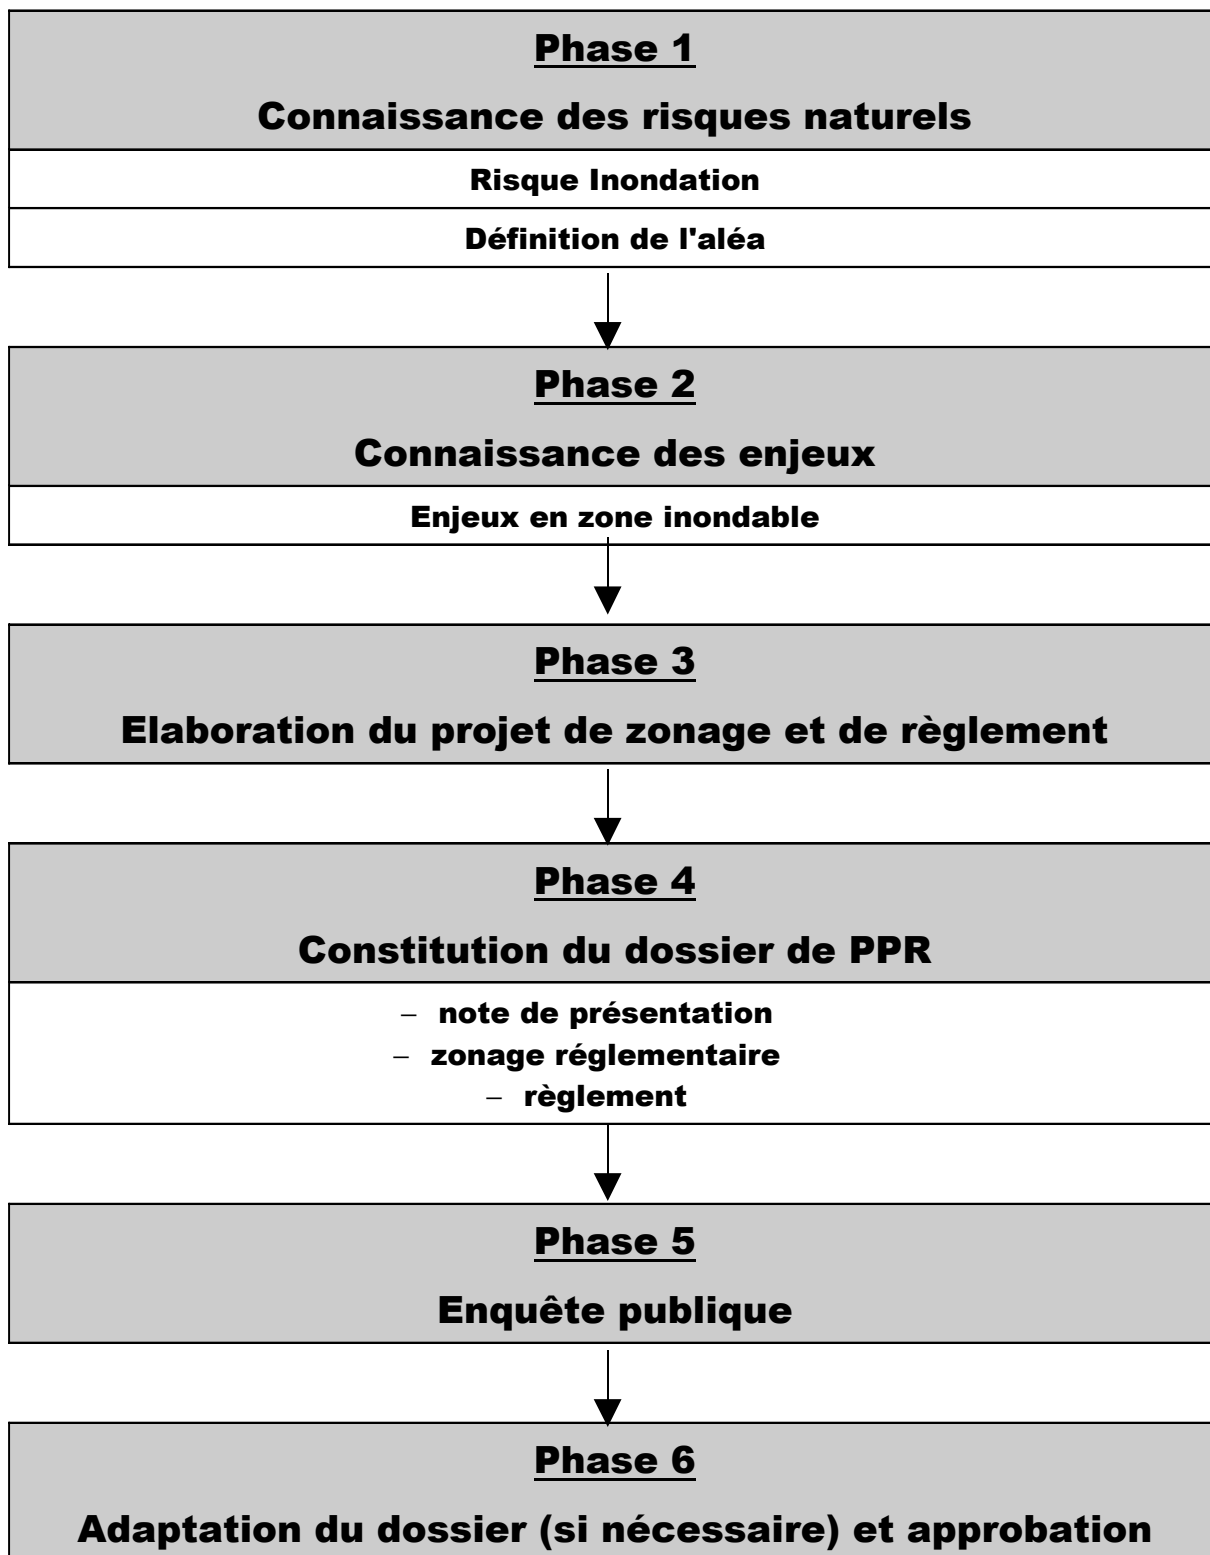 Phase 1
Connaissance des risques naturels
Risque Inondation
Définition de l'aléa
Phase 2
Connaissance des enjeux
Enjeux en zone inondable
Phase 3
Elaboration du projet de zonage et de règlement
Phase 4
Constitution du dossier de PPR
– note de présentation
– zonage réglementaire
– règlement
Phase 5
Enquête publique
Phase 6
Adaptation du dossier (si nécessaire) et approbation